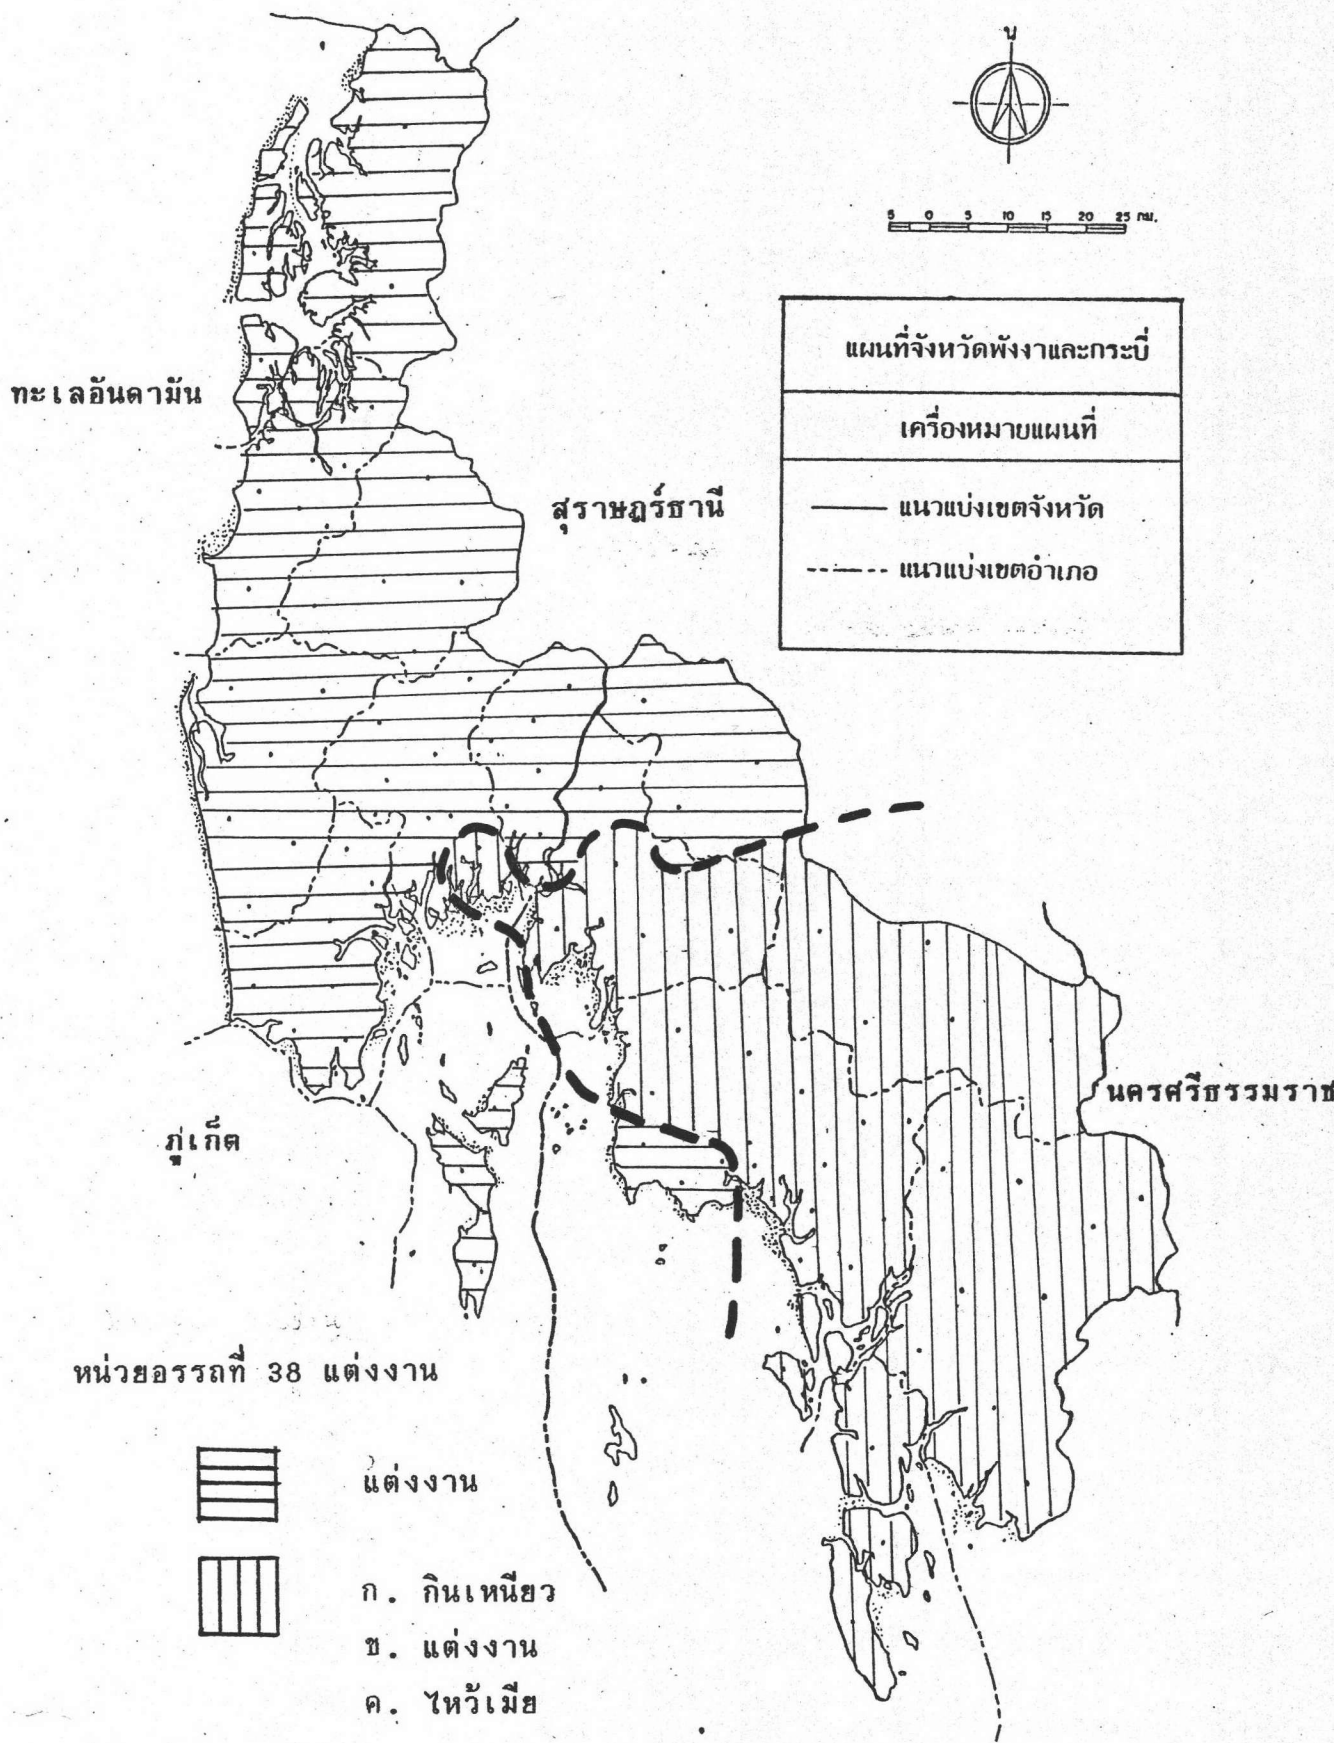 น
5 0 5 10 15 20 25 กม.
แผนที่จังหวัดพังงาและกระบี่
เครื่องหมายแผนที่
แนวแบ่งเขตจังหวัด
แนวแบ่งเขตอำเภอ
ทะเลอันดามัน
สุราษฎร์ธานี
นครศรีธรรมราช
ภูเก็ต
หน่วยอรรถที่ 38 แต่งงาน
แต่งงาน
ก. กินเหนียว
ข. แต่งงาน
ค. ไหว้เมีย